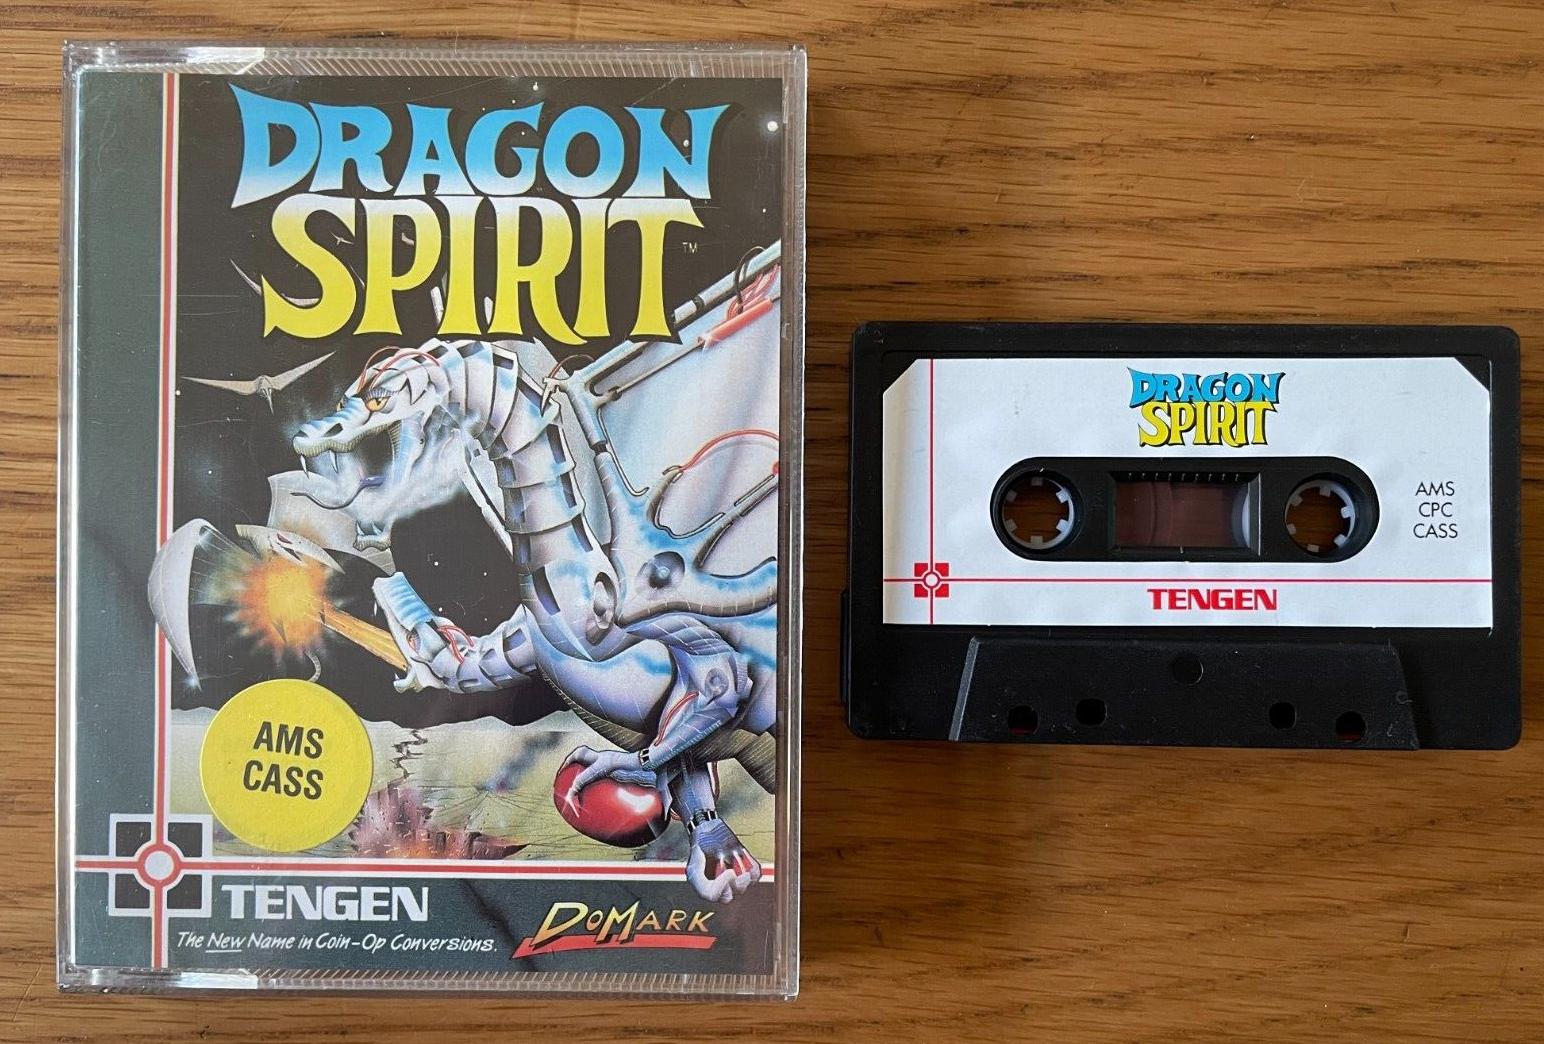 DRAGON
SPIRIT
TM
AMS
CASS
TENGEN
The New Name in Coin-Op Conversions.
DOMARK
DRAGON
SPIRIT
AMS
CPC
CASS
TENGEN